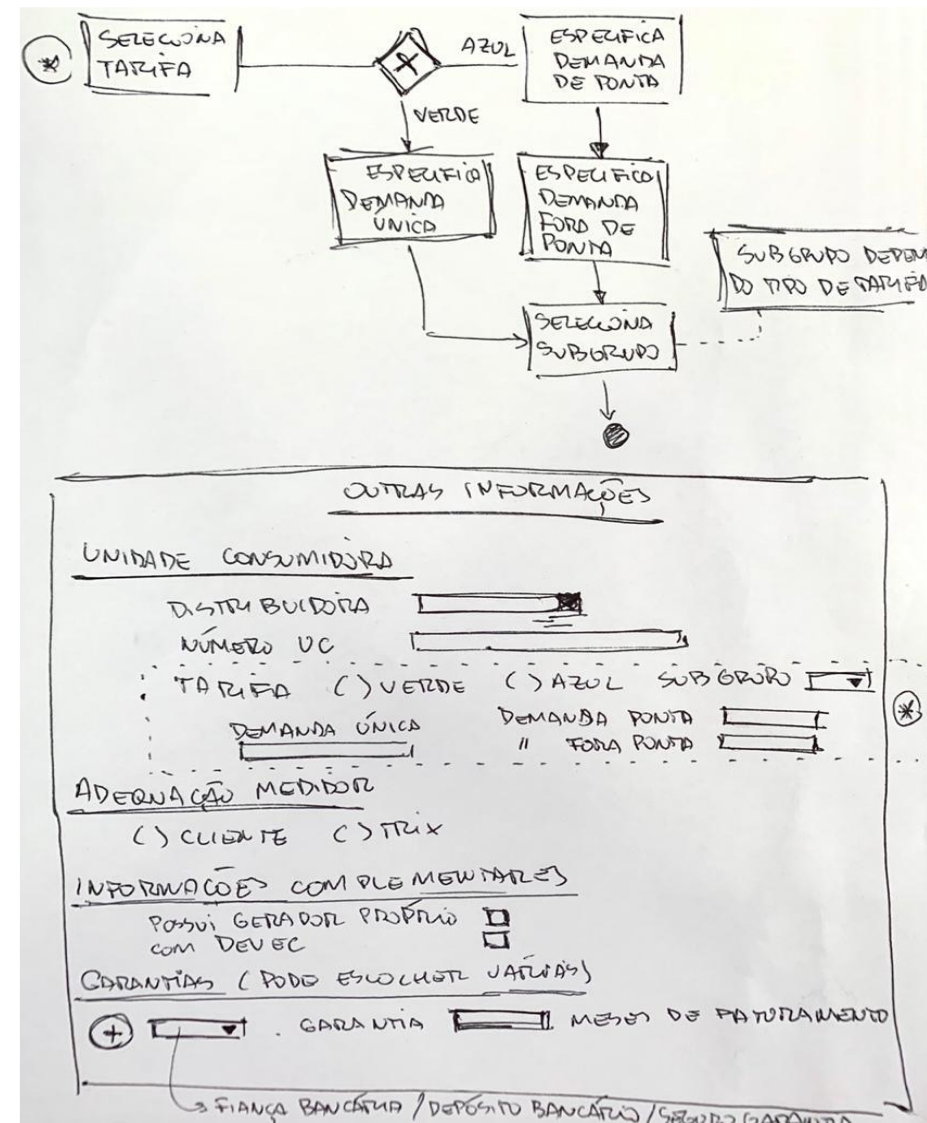 SELECIONA
TARIFA
AZUL
ESPECIFICA
DEMANDA
DE PONTA
VERDE
ESPECIFICA
DEMANDA
ÚNICA
ESPECIFICA
DEMANDA
FORA DE
PONTA
SUBGRUPO DEPEN
DO TIPO DE TARIFA
SELECIONA
SUBGRUPO
OUTRAS INFORMAÇÕES
UNIDADE CONSUMIDORA
DISTRIBUIDORA
NÚMERO UC
TARIFA ( ) VERDE ( ) AZUL SUBGRUPO
DEMANDA ÚNICA DEMANDA PONTA
" FORA PONTA
ADEQUAÇÃO MEDIDOR
( ) CLIENTE ( ) TRIX
INFORMAÇÕES COMPLEMENTARES
POSSUI GERADOR PRÓPRIO
COM DEVEC
GARANTIAS (PODE ESCOLHER VÁRIAS)
+ GARANTIA MESES DE FATURAMENTO
FIANÇA BANCÁRIA / DEPÓSITO BANCÁRIO / SEGURO GARANTIA